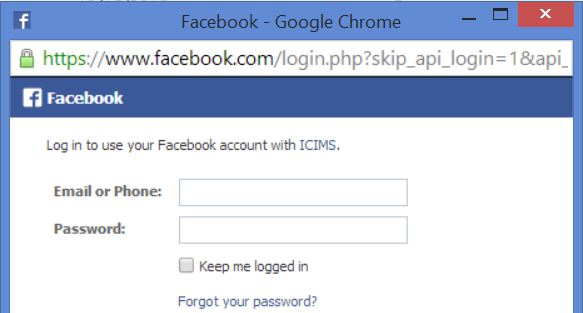 Facebook - Google Chrome
https://www.facebook.com/login.php?skip_api_login=1&api_
Facebook
Log in to use your Facebook account with ICIMS.
Email or Phone:
Password:
Keep me logged in
Forgot your password?